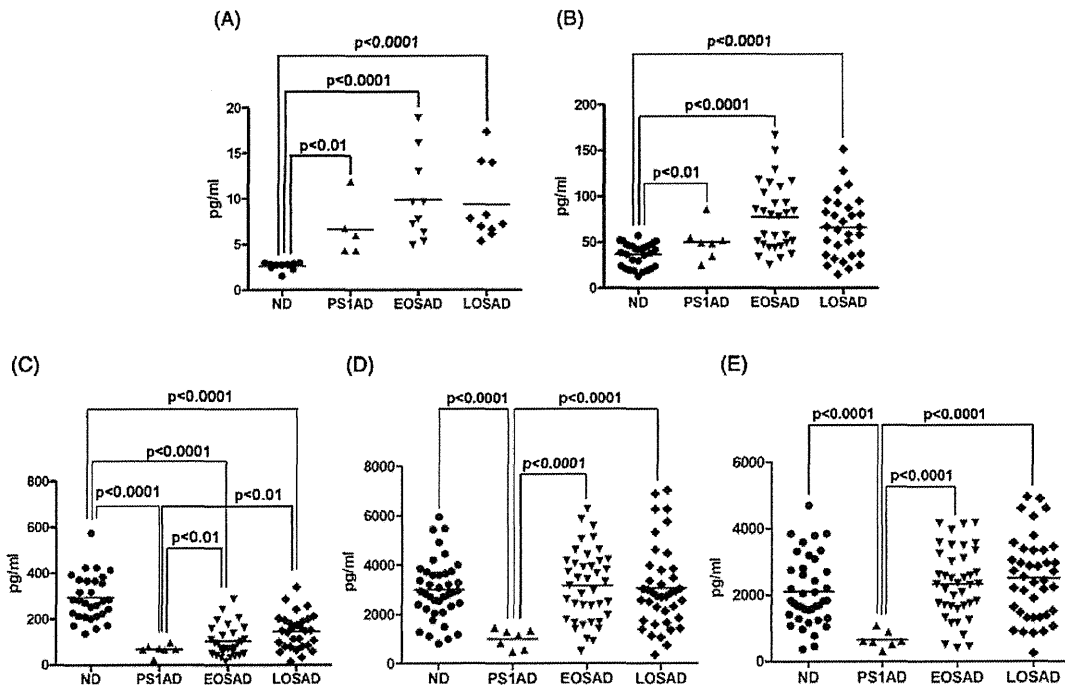 (A)
p<0.0001
p<0.0001
p<0.01
20
15
10
5
0
pg/ml
ND PS1AD EOSAD LOSAD
(B)
p<0.0001
p<0.0001
p<0.01
200
150
100
50
0
pg/ml
ND PS1AD EOSAD LOSAD
(C)
p<0.0001
p<0.0001
p<0.0001 p<0.01
p<0.01
800
600
400
200
0
pg/ml
ND PS1AD EOSAD LOSAD
(D)
p<0.0001 p<0.0001
p<0.0001
8000
6000
4000
2000
0
pg/ml
ND PS1AD EOSAD LOSAD
(E)
p<0.0001 p<0.0001
p<0.0001
6000
4000
2000
0
pg/ml
ND PS1AD EOSAD LOSAD